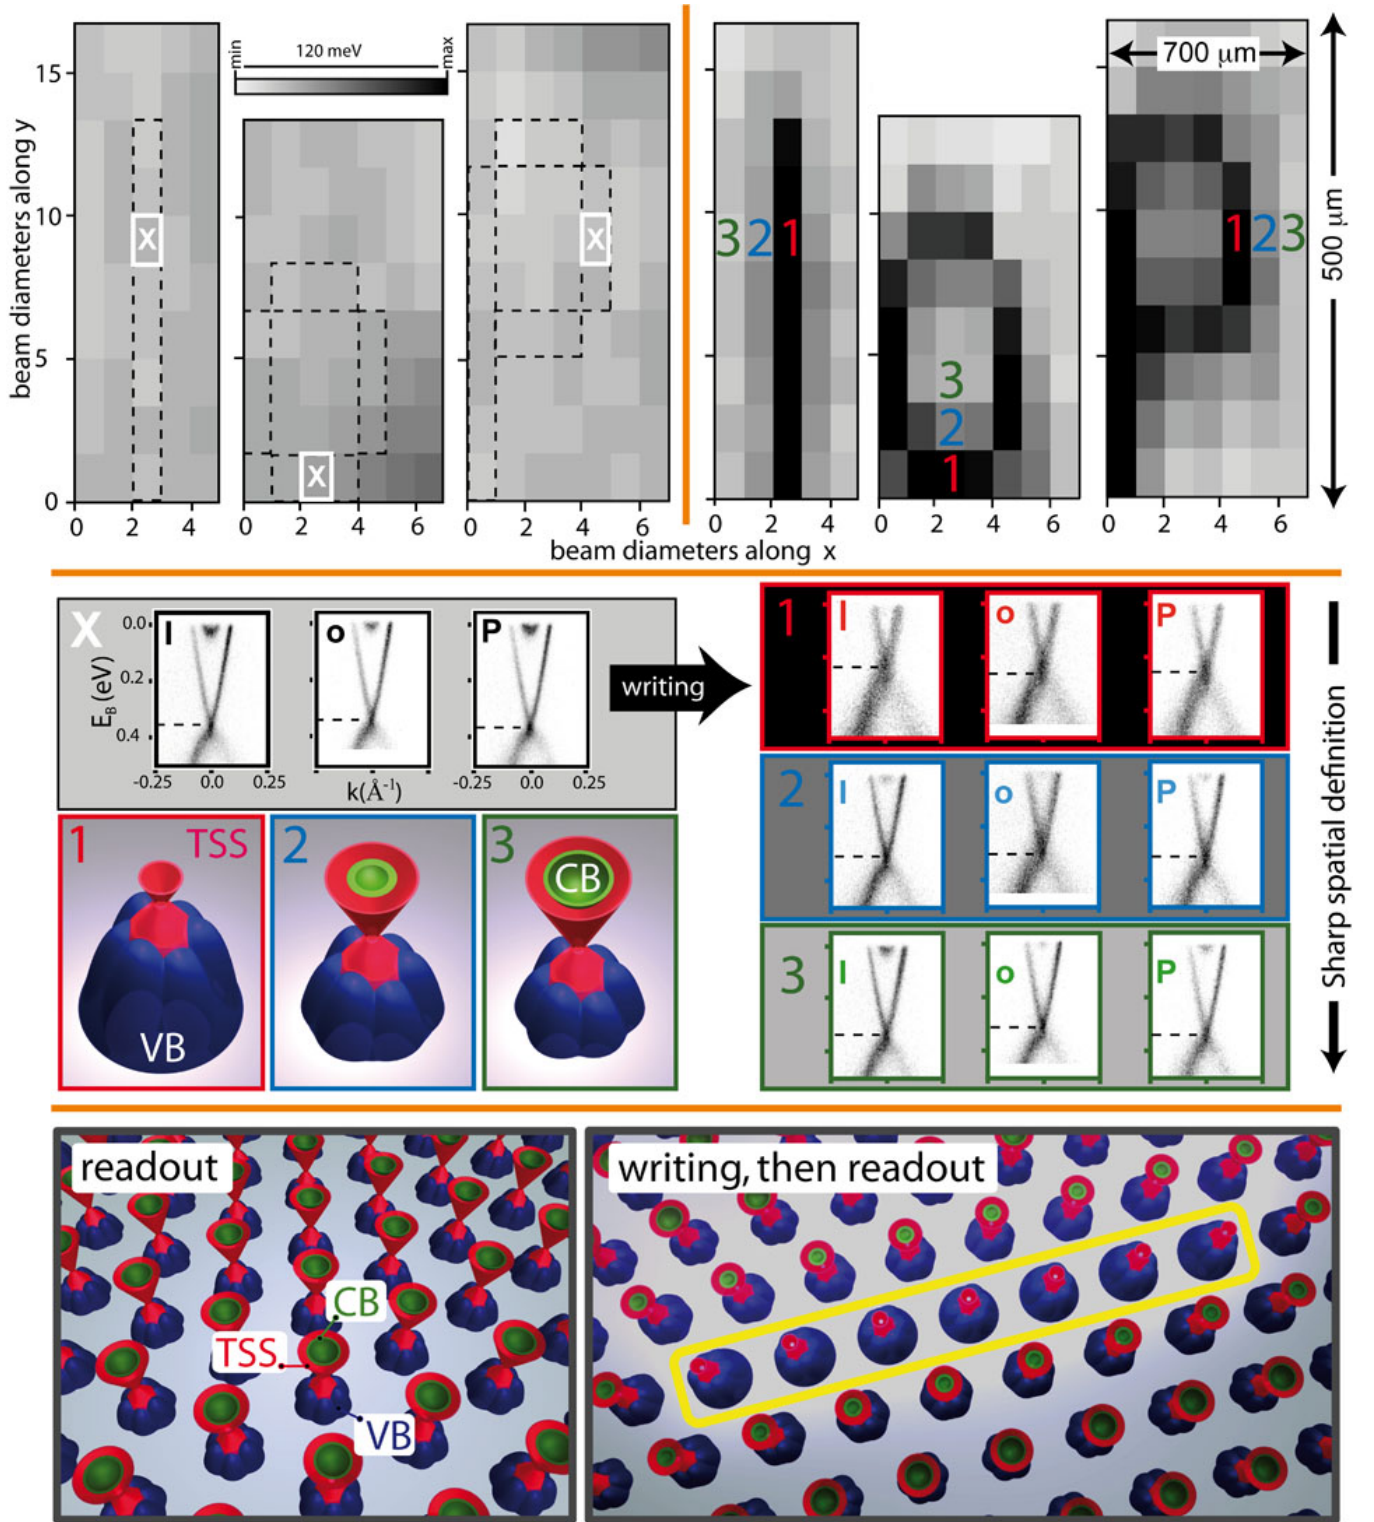 min
120 meV
max
beam diameters along y
15
10
5
0
X
X
X
0 2 4
0 2 4 6
0 2 4 6
3 2 1
3
2
1
1 2 3
700 μm
500 μm
0 2 4
0 2 4 6
0 2 4 6
beam diameters along x
X
E_B (eV)
0.0
0.2
0.4
I
o
P
-0.25 0.0 0.25
k(Å⁻¹)
-0.25 0.0 0.25
writing
1
I
o
P
2
I
o
P
3
I
o
P
Sharp spatial definition
1
TSS
VB
2
3
CB
readout
CB
TSS
VB
writing, then readout